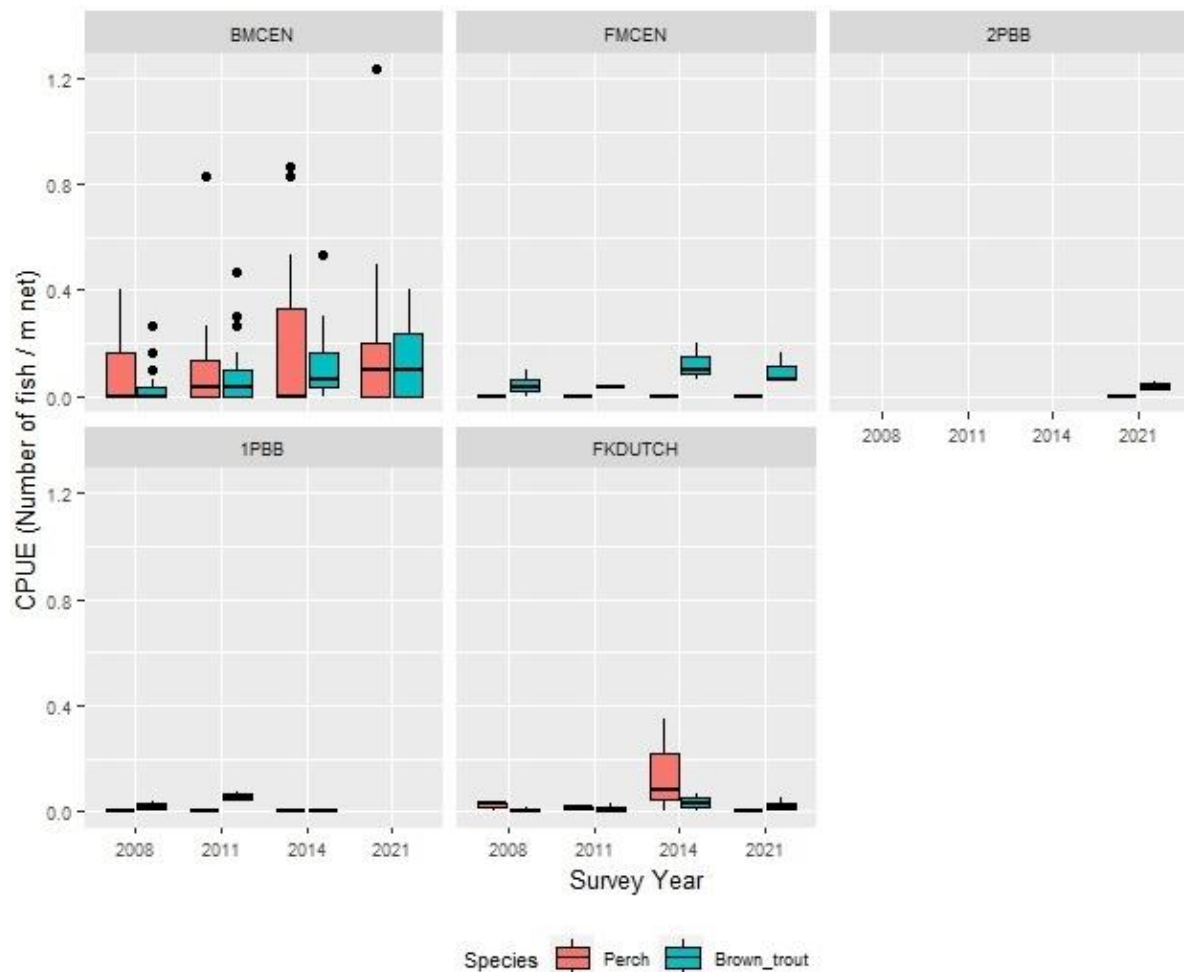 BMCEN FMCEN 2PBB
1.2
0.8
0.4
0.0
2008 2011 2014 2021
1PBB FKDUTCH
1.2
0.8
0.4
0.0
2008 2011 2014 2021 2008 2011 2014 2021
CPUE (Number of fish / m net)
Survey Year
Species Perch Brown_trout